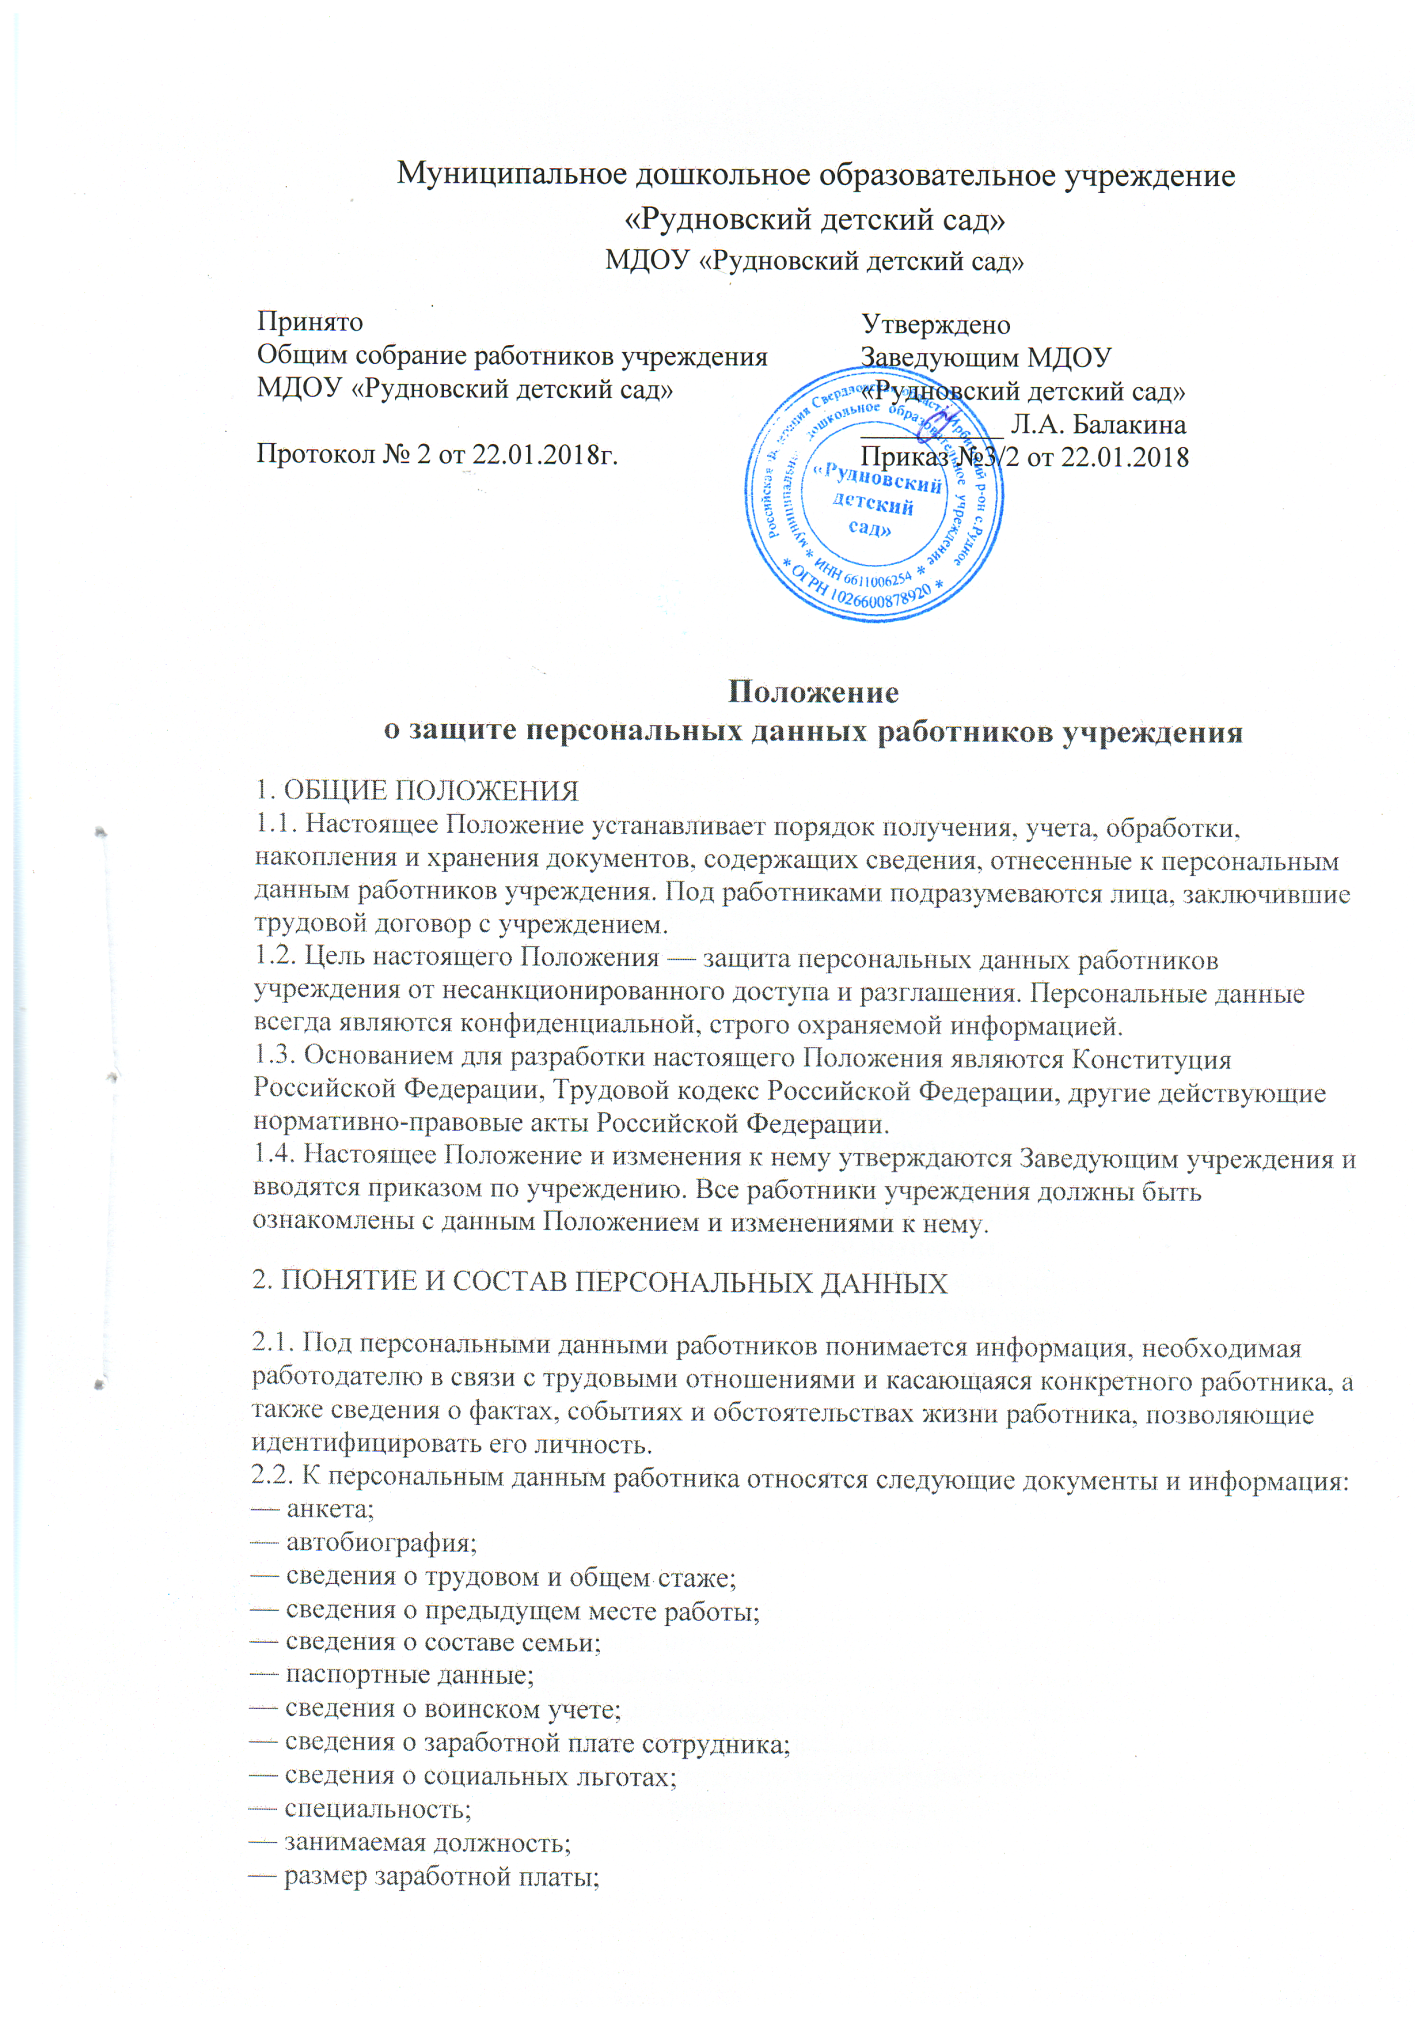 Муниципальное дошкольное образовательное учреждение
«Рудновский детский сад»
МДОУ «Рудновский детский сад»
Принято
Общим собрание работников учреждения
МДОУ «Рудновский детский сад»
Протокол № 2 от 22.01.2018г.
Утверждено
Заведующим МДОУ
«Рудновский детский сад»
__________ Л.А. Балакина
Приказ №3/2 от 22.01.2018
Российская Свердловская область Ирбитский р-он с.Рудное
* ОГРН 1026600878920 *
муниципальное дошкольное образовательное учреждение
* ИНН 6611006254 *
«Рудновский
детский
сад»
Положение
о защите персональных данных работников учреждения
1. ОБЩИЕ ПОЛОЖЕНИЯ
1.1. Настоящее Положение устанавливает порядок получения, учета, обработки,
накопления и хранения документов, содержащих сведения, отнесенные к персональным
данным работников учреждения. Под работниками подразумеваются лица, заключившие
трудовой договор с учреждением.
1.2. Цель настоящего Положения — защита персональных данных работников
учреждения от несанкционированного доступа и разглашения. Персональные данные
всегда являются конфиденциальной, строго охраняемой информацией.
1.3. Основанием для разработки настоящего Положения являются Конституция
Российской Федерации, Трудовой кодекс Российской Федерации, другие действующие
нормативно-правовые акты Российской Федерации.
1.4. Настоящее Положение и изменения к нему утверждаются Заведующим учреждения и
вводятся приказом по учреждению. Все работники учреждения должны быть
ознакомлены с данным Положением и изменениями к нему.
2. ПОНЯТИЕ И СОСТАВ ПЕРСОНАЛЬНЫХ ДАННЫХ
2.1. Под персональными данными работников понимается информация, необходимая
работодателю в связи с трудовыми отношениями и касающаяся конкретного работника, а
также сведения о фактах, событиях и обстоятельствах жизни работника, позволяющие
идентифицировать его личность.
2.2. К персональным данным работника относятся следующие документы и информация:
— анкета;
— автобиография;
— сведения о трудовом и общем стаже;
— сведения о предыдущем месте работы;
— сведения о составе семьи;
— паспортные данные;
— сведения о воинском учете;
— сведения о заработной плате сотрудника;
— сведения о социальных льготах;
— специальность;
— занимаемая должность;
— размер заработной платы;